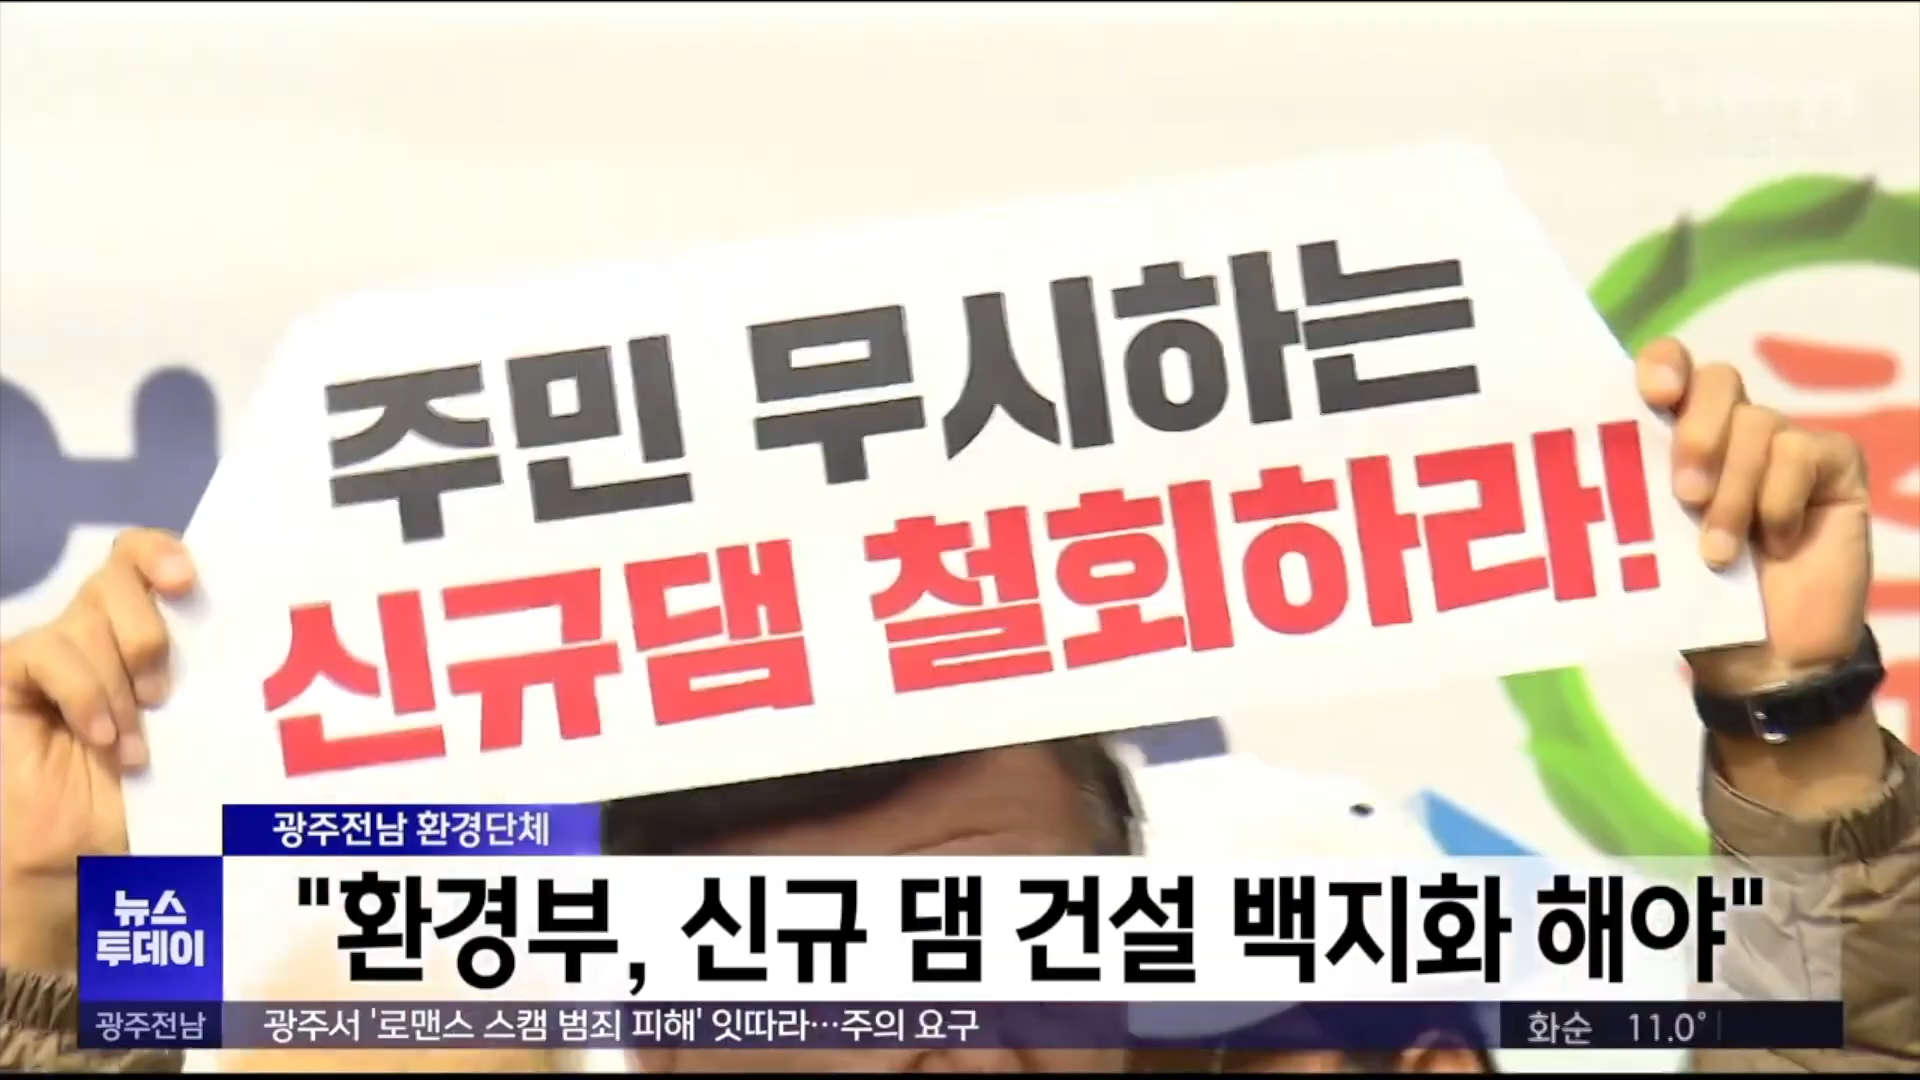 주민 무시하는
신규댐 철회하라!
광주전남 환경단체
뉴스
투데이
"환경부, 신규 댐 건설 백지화 해야"
광주전남
광주서 '로맨스 스캠 범죄 피해' 잇따라…주의 요구
화순 11.0°